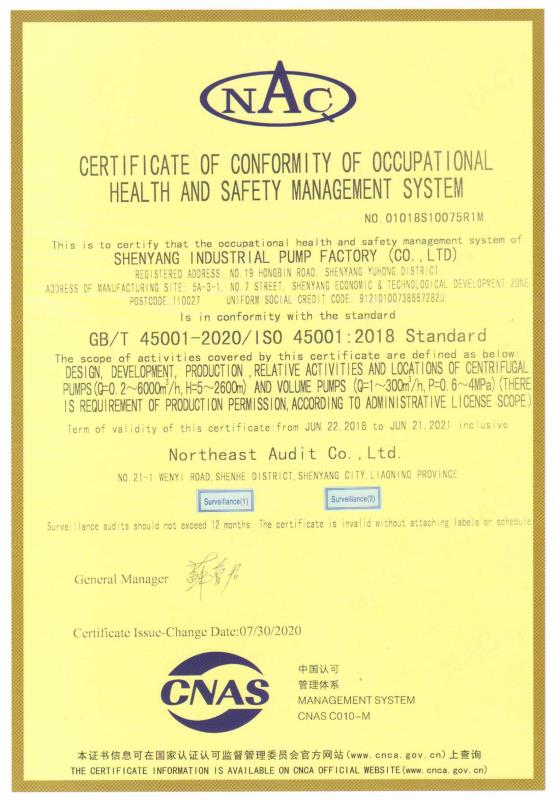 NAC
CERTIFICATE OF CONFORMITY OF OCCUPATIONAL
HEALTH AND SAFETY MANAGEMENT SYSTEM
NO. 01018S10075R1M
This is to certify that the occupational health and safety management system of
SHENYANG INDUSTRIAL PUMP FACTORY (CO.,LTD)
REGISTERED ADDRESS: NO.19 HONGBIN ROAD, SHENYANG YUHONG DISTRICT
ADDRESS OF MANUFACTURING SITE: 5A-3-1, NO.7 STREET, SHENYANG ECONOMIC & TECHNOLOGICAL DEVELOPMENT ZONE
POSTCODE:110027 UNIFORM SOCIAL CREDIT CODE: 91210100738667282U
Is in conformity with the standard
GB/T 45001-2020/ISO 45001:2018 Standard
The scope of activities covered by this certificate are defined as below:
DESIGN, DEVELOPMENT, PRODUCTION ,RELATIVE ACTIVITIES AND LOCATIONS OF CENTRIFUGAL
PUMPS(Q=0.2～6000m³/h,H=5～2600m) AND VOLUME PUMPS (Q=1～300m³/h,P=0.6～4MPa)(THERE
IS REQUIREMENT OF PRODUCTION PERMISSION,ACCORDING TO ADMINISTRATIVE LICENSE SCOPE)
Term of validity of this certificate:from JUN 22,2018 to JUN 21,2021 inclusive
Northeast Audit Co.,Ltd.
NO.21-1 WENYI ROAD,SHENHE DISTRICT,SHENYANG CITY,LIAONING PROVINCE
Surveillance(1) Surveillance(2)
Surveillance audits should not exceed 12 months. The certificate is invalid without attaching labels on schedule
General Manager
Certificate Issue-Change Date:07/30/2020
CNAS
中国认可
管理体系
MANAGEMENT SYSTEM
CNAS C010-M
本证书信息可在国家认证认可监督管理委员会官方网站(www.cnca.gov.cn)上查询
THE CERTIFICATE INFORMATION IS AVAILABLE ON CNCA OFFICIAL WEBSITE(www.cnca.gov.cn)